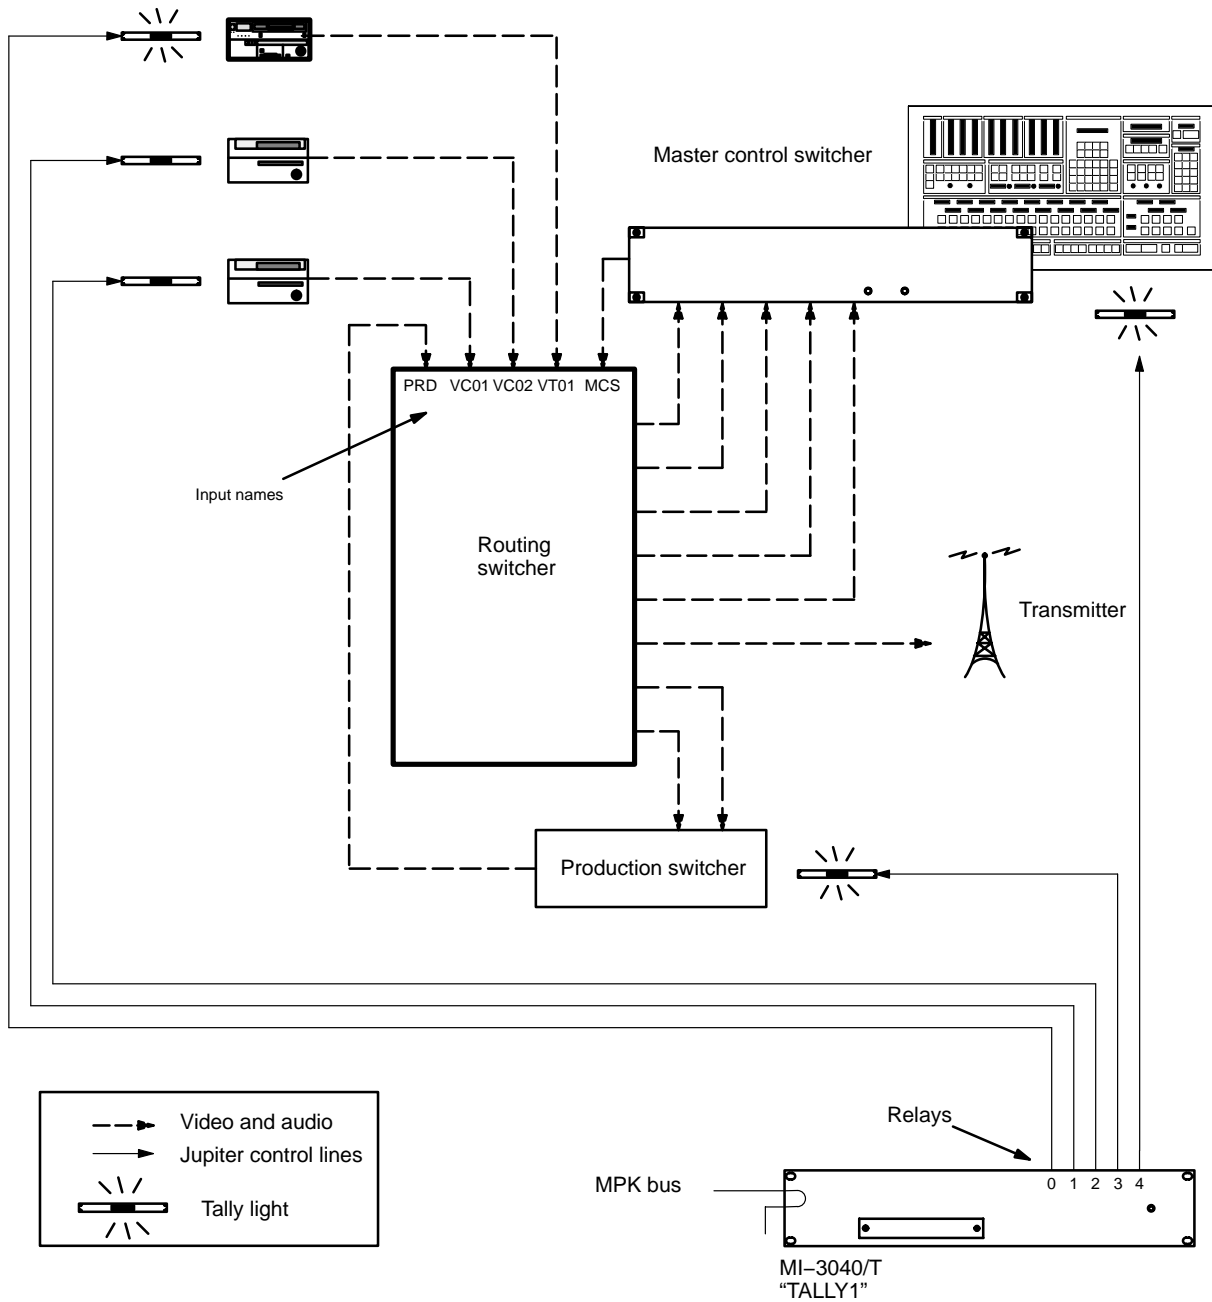 Master control switcher
PRD VC01 VC02 VT01 MCS
Input names
Routing
switcher
Transmitter
Production switcher
Video and audio
Jupiter control lines
Tally light
Relays
0 1 2 3 4
MPK bus
MI–3040/T
“TALLY1”